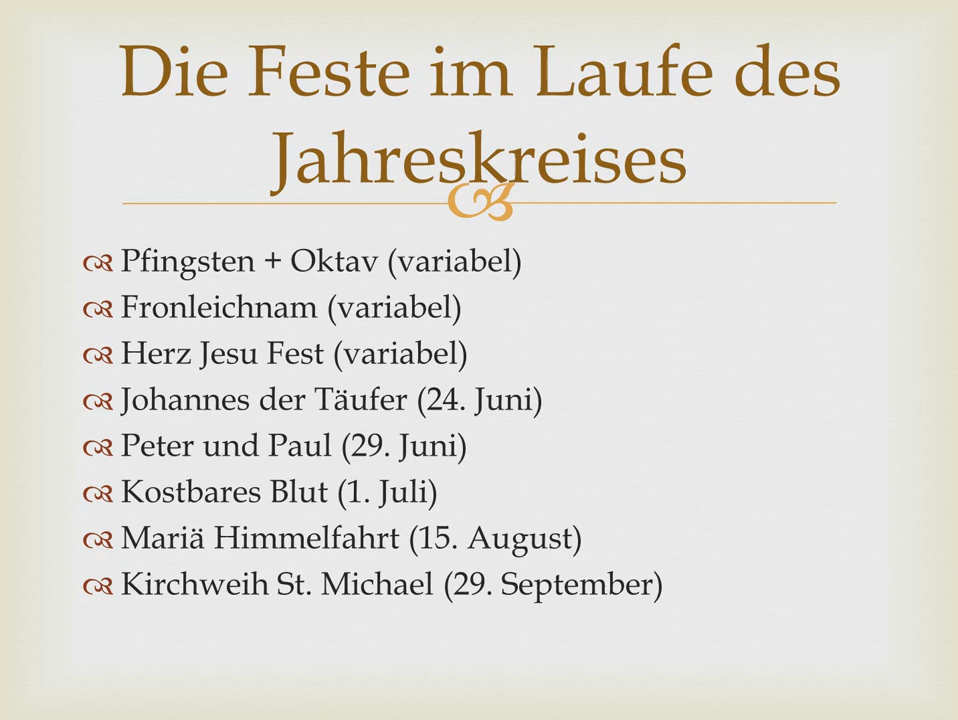 Die Feste im Laufe des
Jahreskreises
Pfingsten + Oktav (variabel)
Fronleichnam (variabel)
Herz Jesu Fest (variabel)
Johannes der Täufer (24. Juni)
Peter und Paul (29. Juni)
Kostbares Blut (1. Juli)
Mariä Himmelfahrt (15. August)
Kirchweih St. Michael (29. September)